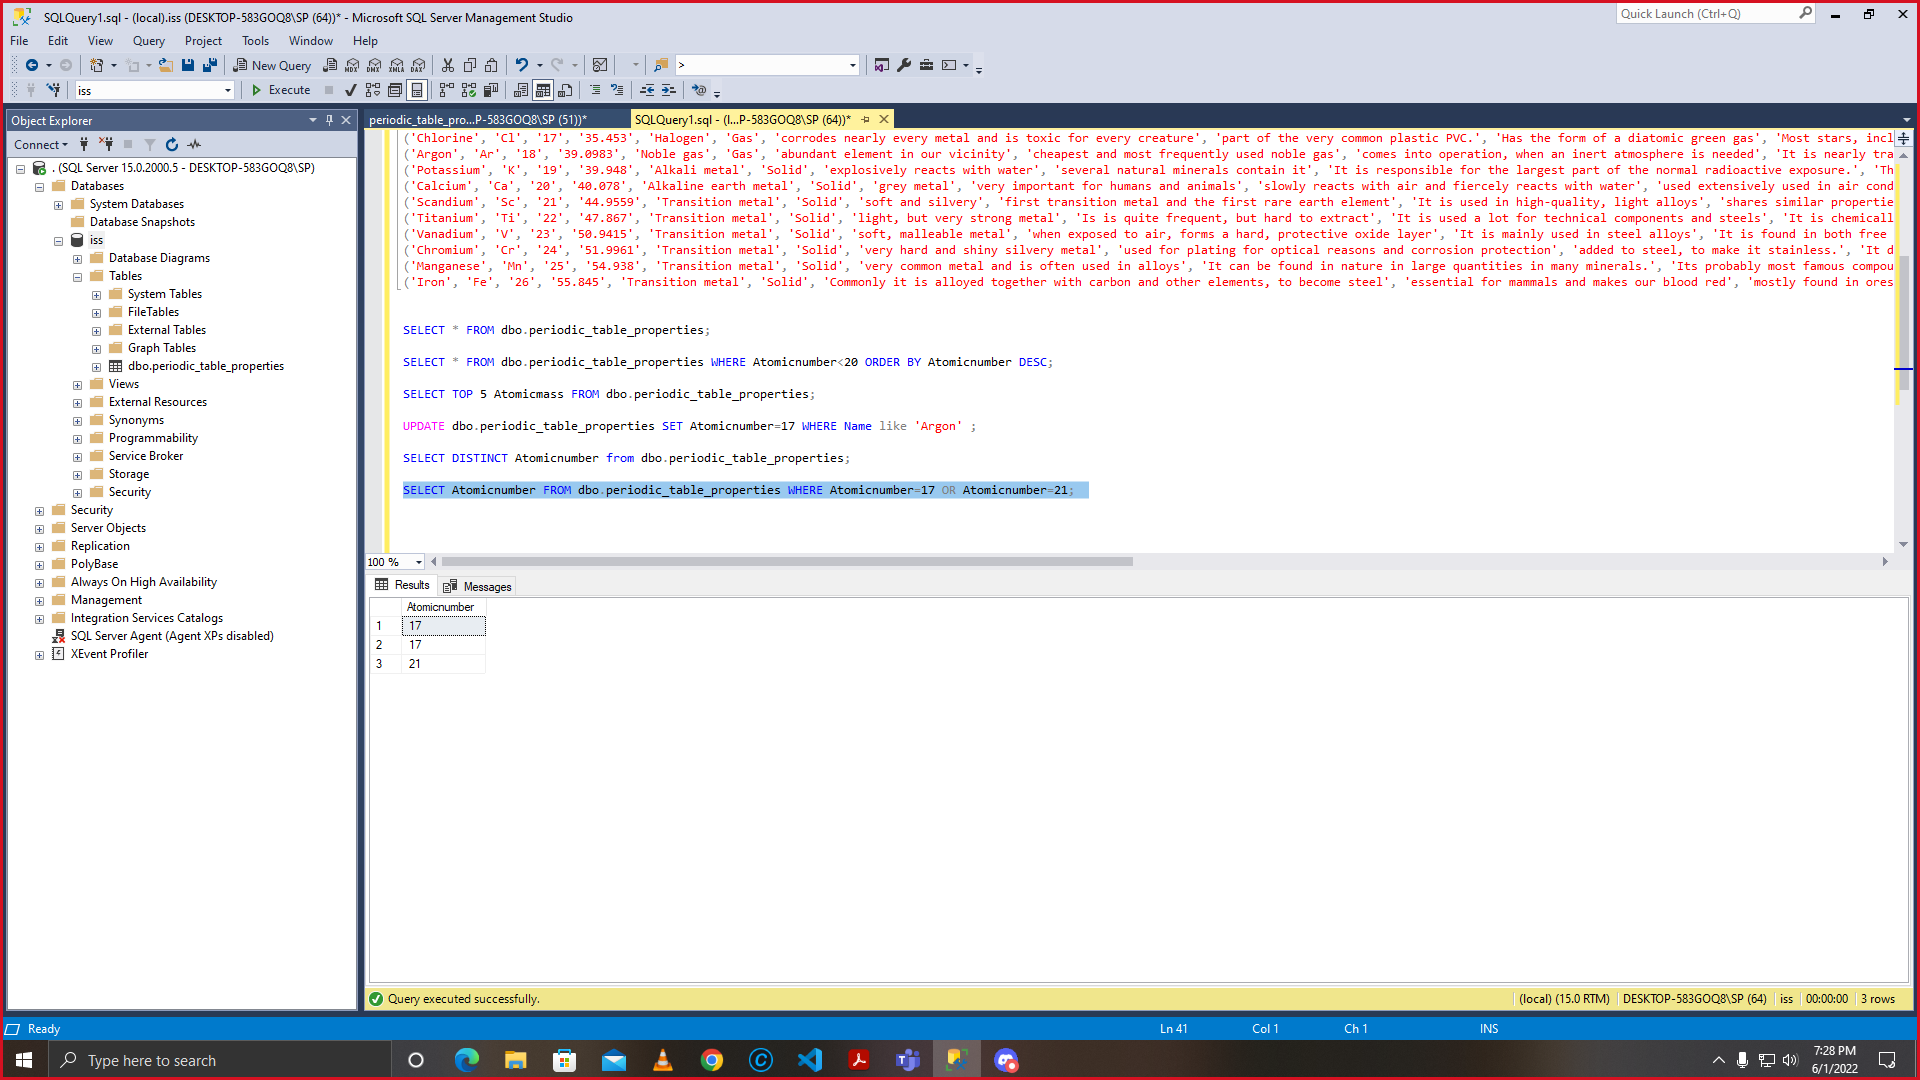 SQLQuery1.sql - (local).iss (DESKTOP-583GOQ8\SP (64))* - Microsoft SQL Server Management Studio
Quick Launch (Ctrl+Q)
File Edit View Query Project Tools Window Help
New Query
MDX DMX XMLA DAX
>
iss
Execute
Object Explorer
Connect
. (SQL Server 15.0.2000.5 - DESKTOP-583GOQ8\SP)
Databases
System Databases
Database Snapshots
iss
Database Diagrams
Tables
System Tables
FileTables
External Tables
Graph Tables
dbo.periodic_table_properties
Views
External Resources
Synonyms
Programmability
Service Broker
Storage
Security
Security
Server Objects
Replication
PolyBase
Always On High Availability
Management
Integration Services Catalogs
SQL Server Agent (Agent XPs disabled)
XEvent Profiler
periodic_table_pro...P-583GOQ8\SP (51))*
SQLQuery1.sql - (l...P-583GOQ8\SP (64))*
('Chlorine', 'Cl', '17', '35.453', 'Halogen', 'Gas', 'corrodes nearly every metal and is toxic for every creature', 'part of the very common plastic PVC.', 'Has the form of a diatomic green gas', 'Most stars, incl
('Argon', 'Ar', '18', '39.0983', 'Noble gas', 'Gas', 'abundant element in our vicinity', 'cheapest and most frequently used noble gas', 'comes into operation, when an inert atmosphere is needed', 'It is nearly tra
('Potassium', 'K', '19', '39.948', 'Alkali metal', 'Solid', 'explosively reacts with water', 'several natural minerals contain it', 'It is responsible for the largest part of the normal radioactive exposure.', 'Th
('Calcium', 'Ca', '20', '40.078', 'Alkaline earth metal', 'Solid', 'grey metal', 'very important for humans and animals', 'slowly reacts with air and fiercely reacts with water', 'used extensively used in air cond
('Scandium', 'Sc', '21', '44.9559', 'Transition metal', 'Solid', 'soft and silvery', 'first transition metal and the first rare earth element', 'It is used in high-quality, light alloys', 'shares similar propertie
('Titanium', 'Ti', '22', '47.867', 'Transition metal', 'Solid', 'light, but very strong metal', 'Is is quite frequent, but hard to extract', 'It is used a lot for technical components and steels', 'It is chemicall
('Vanadium', 'V', '23', '50.9415', 'Transition metal', 'Solid', 'soft, malleable metal', 'when exposed to air, forms a hard, protective oxide layer', 'It is mainly used in steel alloys', 'It is found in both free
('Chromium', 'Cr', '24', '51.9961', 'Transition metal', 'Solid', 'very hard and shiny silvery metal', 'used for plating for optical reasons and corrosion protection', 'added to steel, to make it stainless.', 'It d
('Manganese', 'Mn', '25', '54.938', 'Transition metal', 'Solid', 'very common metal and is often used in alloys', 'It can be found in nature in large quantities in many minerals.', 'Its probably most famous compou
('Iron', 'Fe', '26', '55.845', 'Transition metal', 'Solid', 'Commonly it is alloyed together with carbon and other elements, to become steel', 'essential for mammals and makes our blood red', 'mostly found in ores
SELECT * FROM dbo.periodic_table_properties;
SELECT * FROM dbo.periodic_table_properties WHERE Atomicnumber<20 ORDER BY Atomicnumber DESC;
SELECT TOP 5 Atomicmass FROM dbo.periodic_table_properties;
UPDATE dbo.periodic_table_properties SET Atomicnumber=17 WHERE Name like 'Argon' ;
SELECT DISTINCT Atomicnumber from dbo.periodic_table_properties;
SELECT Atomicnumber FROM dbo.periodic_table_properties WHERE Atomicnumber=17 OR Atomicnumber=21;
100 %
Results Messages
Atomicnumber
1 17
2 17
3 21
Query executed successfully.
(local) (15.0 RTM) DESKTOP-583GOQ8\SP (64) iss 00:00:00 3 rows
Ready
Ln 41 Col 1 Ch 1 INS
Type here to search
7:28 PM
6/1/2022